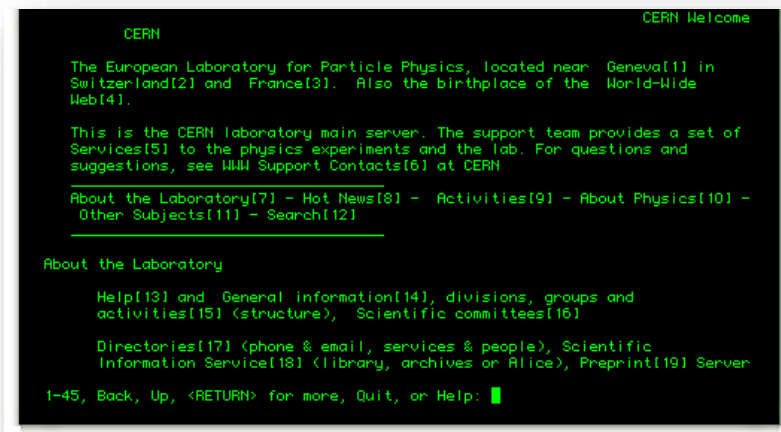 CERN Welcome
CERN
The European Laboratory for Particle Physics, located near Geneva[1] in
Switzerland[2] and France[3]. Also the birthplace of the World-Wide
Web[4].
This is the CERN laboratory main server. The support team provides a set of
Services[5] to the physics experiments and the lab. For questions and
suggestions, see WWW Support Contacts[6] at CERN
About the Laboratory[7] - Hot News[8] - Activities[9] - About Physics[10] -
Other Subjects[11] - Search[12]
About the Laboratory
Help[13] and General information[14], divisions, groups and
activities[15] (structure), Scientific committees[16]
Directories[17] (phone & email, services & people), Scientific
Information Service[18] (library, archives or Alice), Preprint[19] Server
1-45, Back, Up, <RETURN> for more, Quit, or Help: